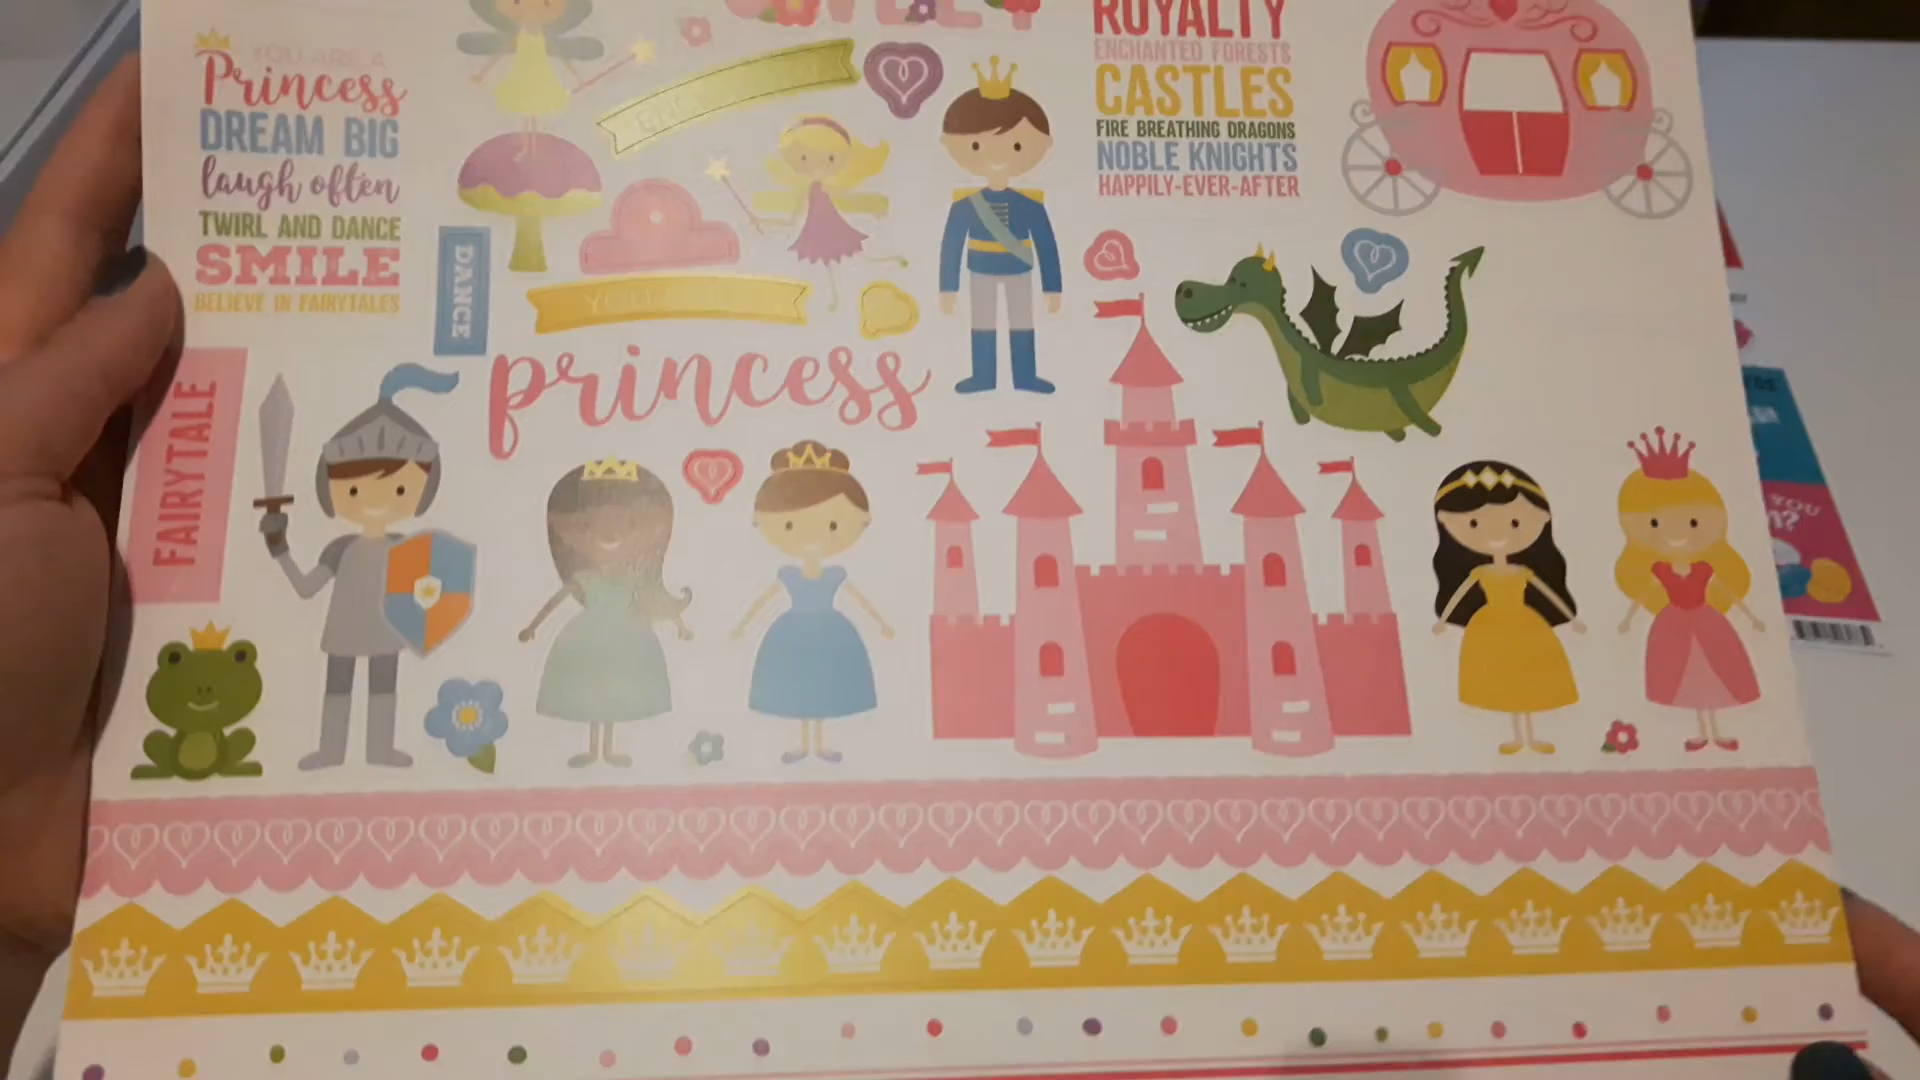 YOU ARE A
Princess
DREAM BIG
laugh often
TWIRL AND DANCE
SMILE
BELIEVE IN FAIRYTALES
DANCE
FAIRYTALE
princess
ROYALTY
ENCHANTED FORESTS
CASTLES
FIRE BREATHING DRAGONS
NOBLE KNIGHTS
HAPPILY-EVER-AFTER
YOU